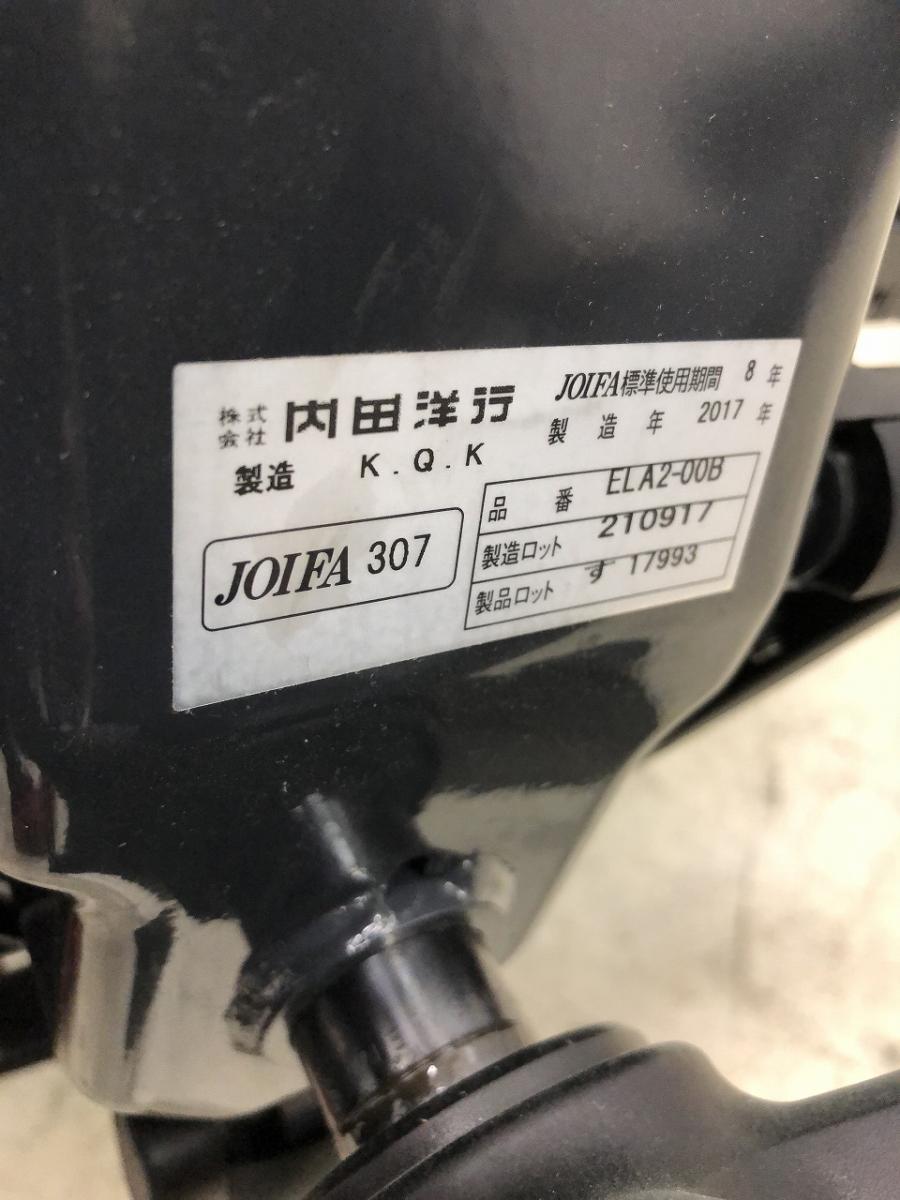 株式会社 内田洋行
製造 K.Q.K
JOIFA 307
JOIFA標準使用期間 8 年
製造年 2017 年
品番 ELA2-00B
製造ロット 210917
製品ロット す 17993